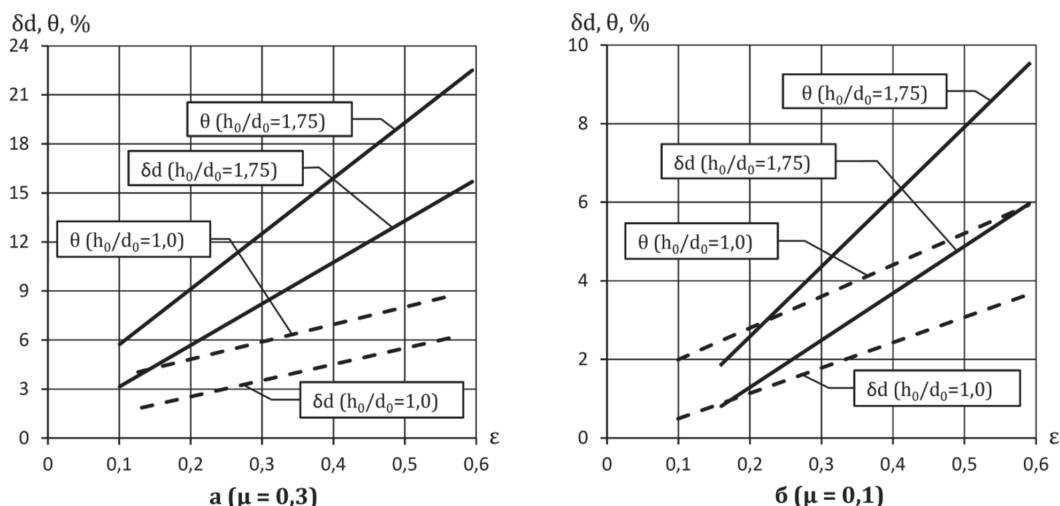 δd, θ, %
24
21
18
15
12
9
6
3
0
θ (h₀/d₀=1,75)
δd (h₀/d₀=1,75)
θ (h₀/d₀=1,0)
δd (h₀/d₀=1,0)
ε
0 0,1 0,2 0,3 0,4 0,5 0,6
а (μ = 0,3)
δd, θ, %
10
8
6
4
2
0
θ (h₀/d₀=1,75)
δd (h₀/d₀=1,75)
θ (h₀/d₀=1,0)
δd (h₀/d₀=1,0)
ε
0 0,1 0,2 0,3 0,4 0,5 0,6
б (μ = 0,1)